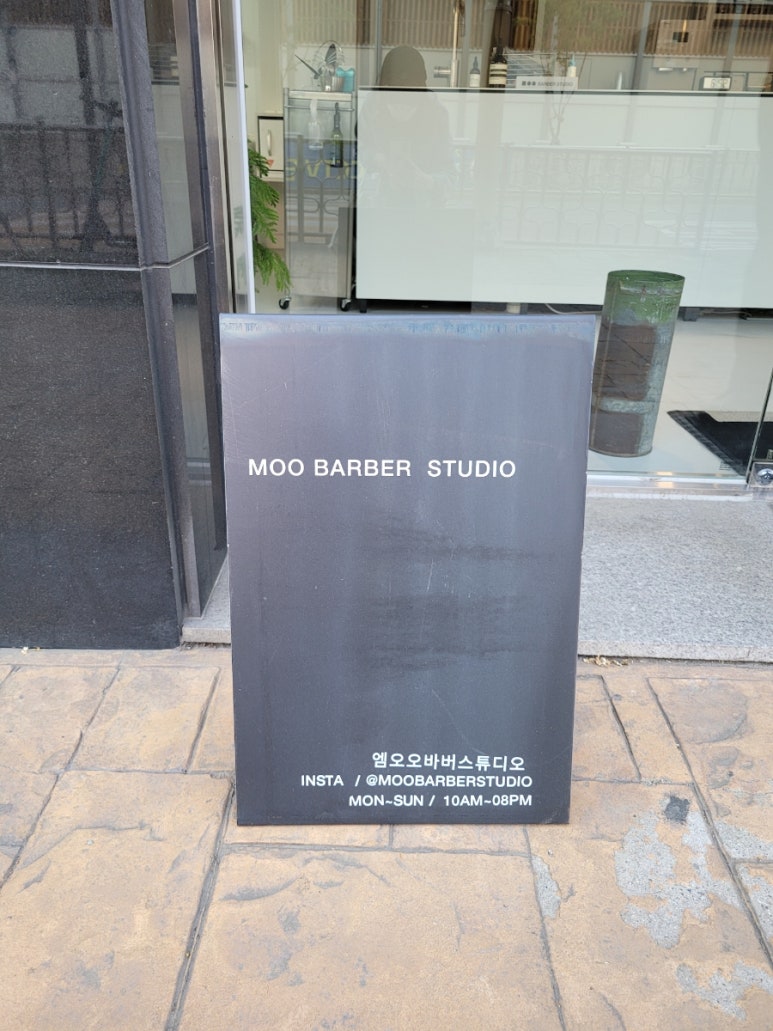 MOO BARBER STUDIO
엠오오바버스튜디오
INSTA / @MOOBARBERSTUDIO
MON~SUN / 10AM~08PM